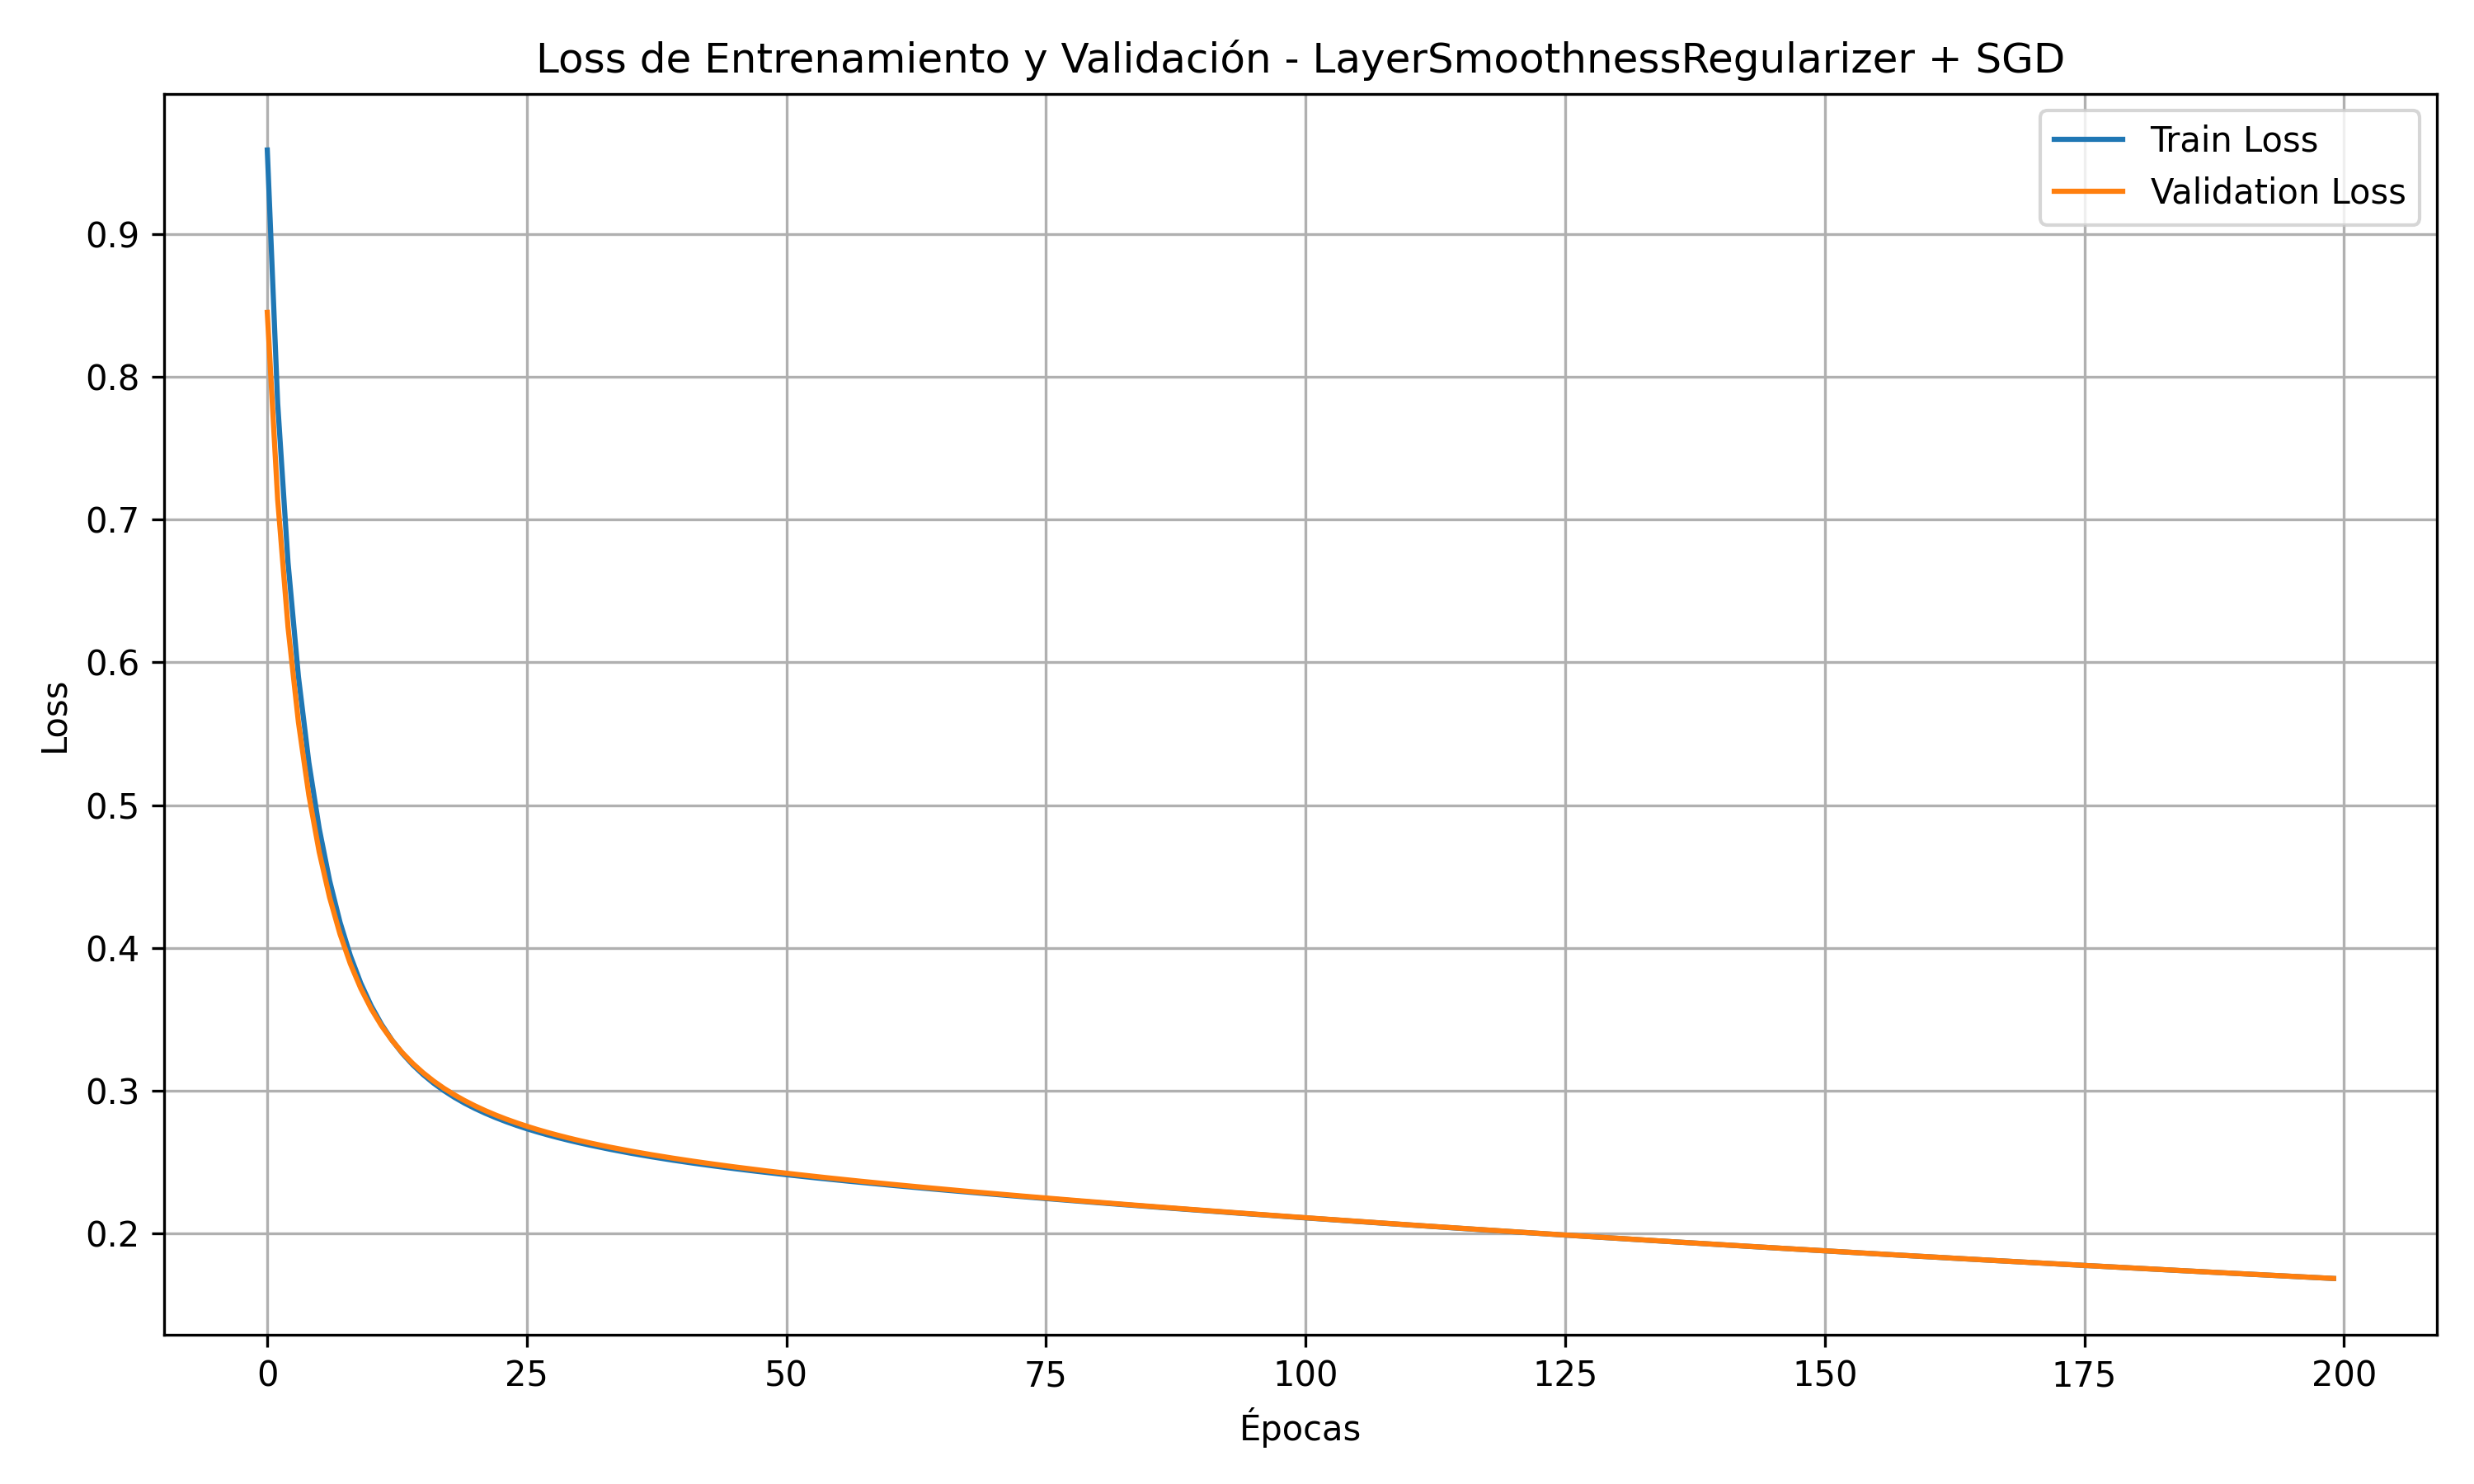 Loss de Entrenamiento y Validación - LayerSmoothnessRegularizer + SGD
Train Loss
Validation Loss
0.9
0.8
0.7
0.6
0.5
0.4
0.3
0.2
Loss
0 25 50 75 100 125 150 175 200
Épocas